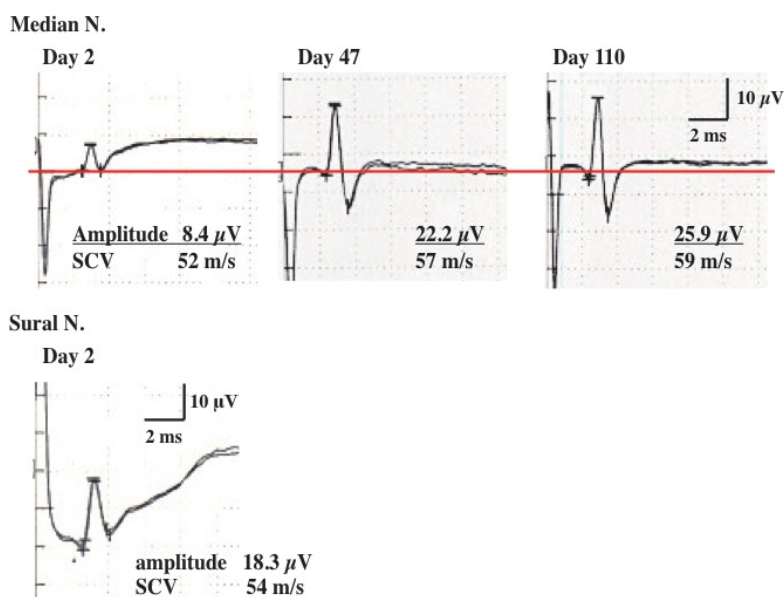 Median N.
Day 2 Day 47 Day 110
10 μV
2 ms
Amplitude 8.4 μV 22.2 μV 25.9 μV
SCV 52 m/s 57 m/s 59 m/s
Sural N.
Day 2
10 μV
2 ms
amplitude 18.3 μV
SCV 54 m/s